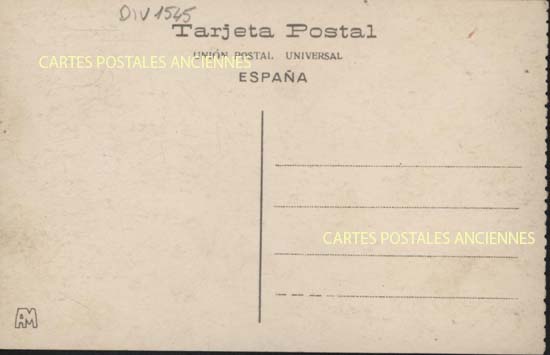 DIV 1545
Tarjeta Postal
UNIÓN POSTAL UNIVERSAL
CARTES POSTALES ANCIENNES
ESPAÑA
CARTES POSTALES ANCIENNES
AM